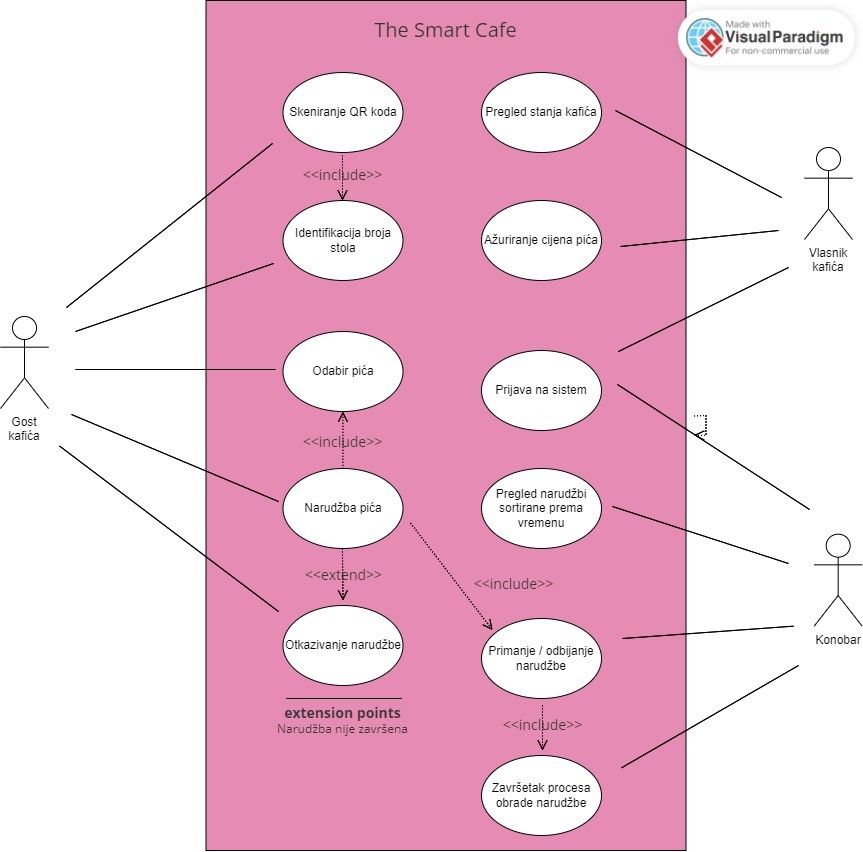 The Smart Cafe
Made with
VisualParadigm
For non-commercial use
Skeniranje QR koda
Pregled stanja kafića
<<include>>
Identifikacija broja
stola
Ažuriranje cijena pića
Vlasnik
kafića
Odabir pića
Prijava na sistem
Gost
kafića
<<include>>
Narudžba pića
Pregled narudžbi
sortirane prema
vremenu
<<extend>>
<<include>>
Otkazivanje narudžbe
Primanje / odbijanje
narudžbe
Konobar
extension points
Narudžba nije završena
<<include>>
Završetak procesa
obrade narudžbe